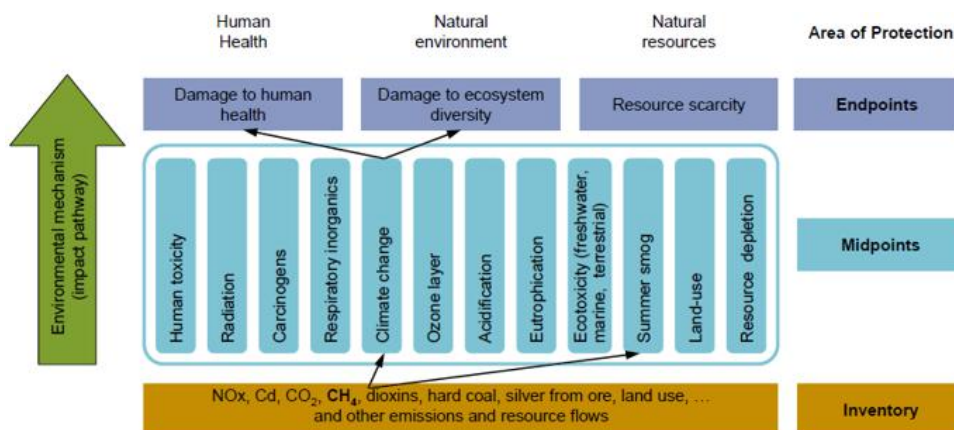 Human
Health
Natural
environment
Natural
resources
Area of Protection
Damage to human
health
Damage to ecosystem
diversity
Resource scarcity
Endpoints
Environmental mechanism
(impact pathway)
Human toxicity
Radiation
Carcinogens
Respiratory inorganics
Climate change
Ozone layer
Acidification
Eutrophication
Ecotoxicity (freshwater,
marine, terrestrial)
Summer smog
Land-use
Resource depletion
Midpoints
NOx, Cd, CO₂, CH₄, dioxins, hard coal, silver from ore, land use, …
and other emissions and resource flows
Inventory